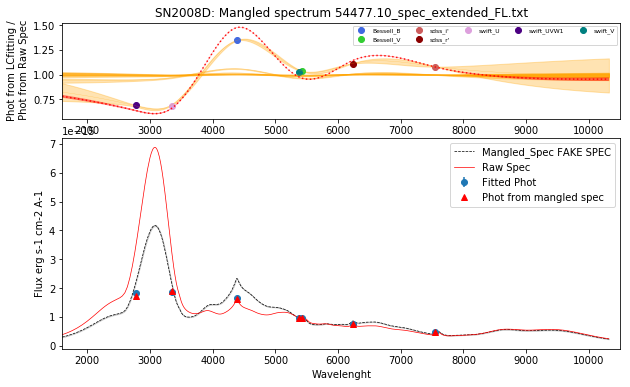 SN2008D: Mangled spectrum 54477.10_spec_extended_FL.txt
Phot from LCfitting /
Phot from Raw Spec
1.50
1.25
1.00
0.75
Bessell_B
Bessell_V
sdss_i'
sdss_r'
swift_U
swift_UVW1
swift_V
2000 3000 4000 5000 6000 7000 8000 9000 10000
1e-15
Flux erg s-1 cm-2 A-1
7
6
5
4
3
2
1
0
Mangled_Spec FAKE SPEC
Raw Spec
Fitted Phot
Phot from mangled spec
2000 3000 4000 5000 6000 7000 8000 9000 10000
Wavelenght